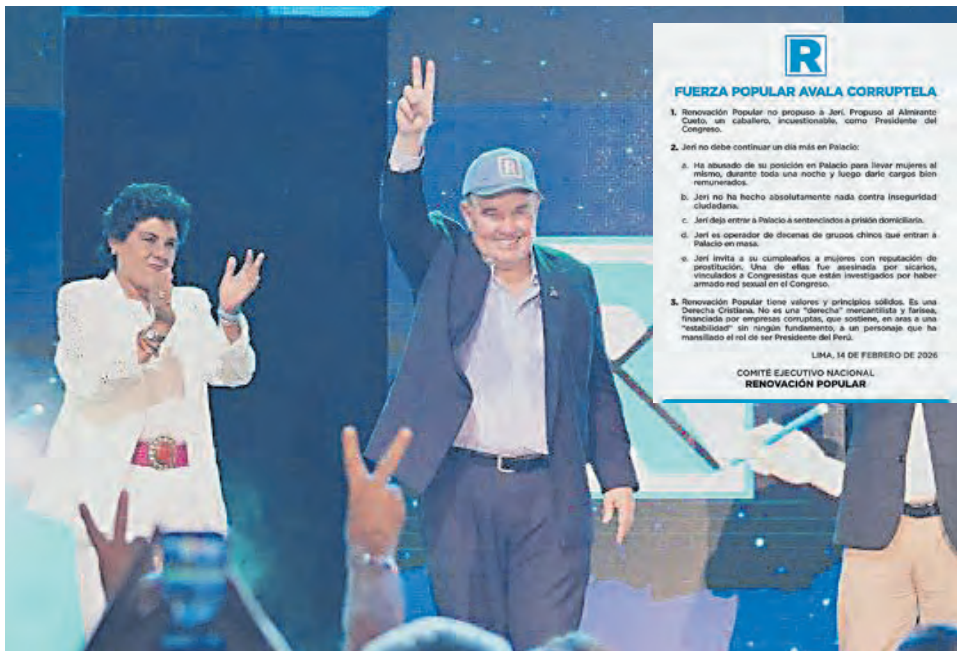 R
FUERZA POPULAR AVALA CORRUPTELA
1. Renovación Popular no propuso a Jerí. Propuso al Almirante
Cueto, un caballero, incuestionable, como Presidente del
Congreso.
2. Jerí no debe continuar un día más en Palacio:
a. Ha abusado de su posición en Palacio para llevar mujeres al
mismo, durante toda una noche y luego darle cargos bien
remunerados.
b. Jerí no ha hecho absolutamente nada contra inseguridad
ciudadana.
c. Jerí deja entrar a Palacio a sentenciados a prisión domiciliaria.
d. Jerí es operador de decenas de grupos chinos que entran a
Palacio en masa.
e. Jerí invita a su cumpleaños a mujeres con reputación de
prostitución. Una de ellas fue asesinada por sicarios,
vinculados a Congresistas que están investigados por haber
armado red sexual en el Congreso.
3. Renovación Popular tiene valores y principios sólidos. Es una
Derecha Cristiana. No es una "derecha" mercantilista y farisea,
financiada por empresas corruptas, que sostiene, en aras a una
"estabilidad" sin ningún fundamento, a un personaje que ha
mansillado el rol de ser Presidente del Perú.
LIMA, 14 DE FEBRERO DE 2026
COMITÉ EJECUTIVO NACIONAL
RENOVACIÓN POPULAR
R